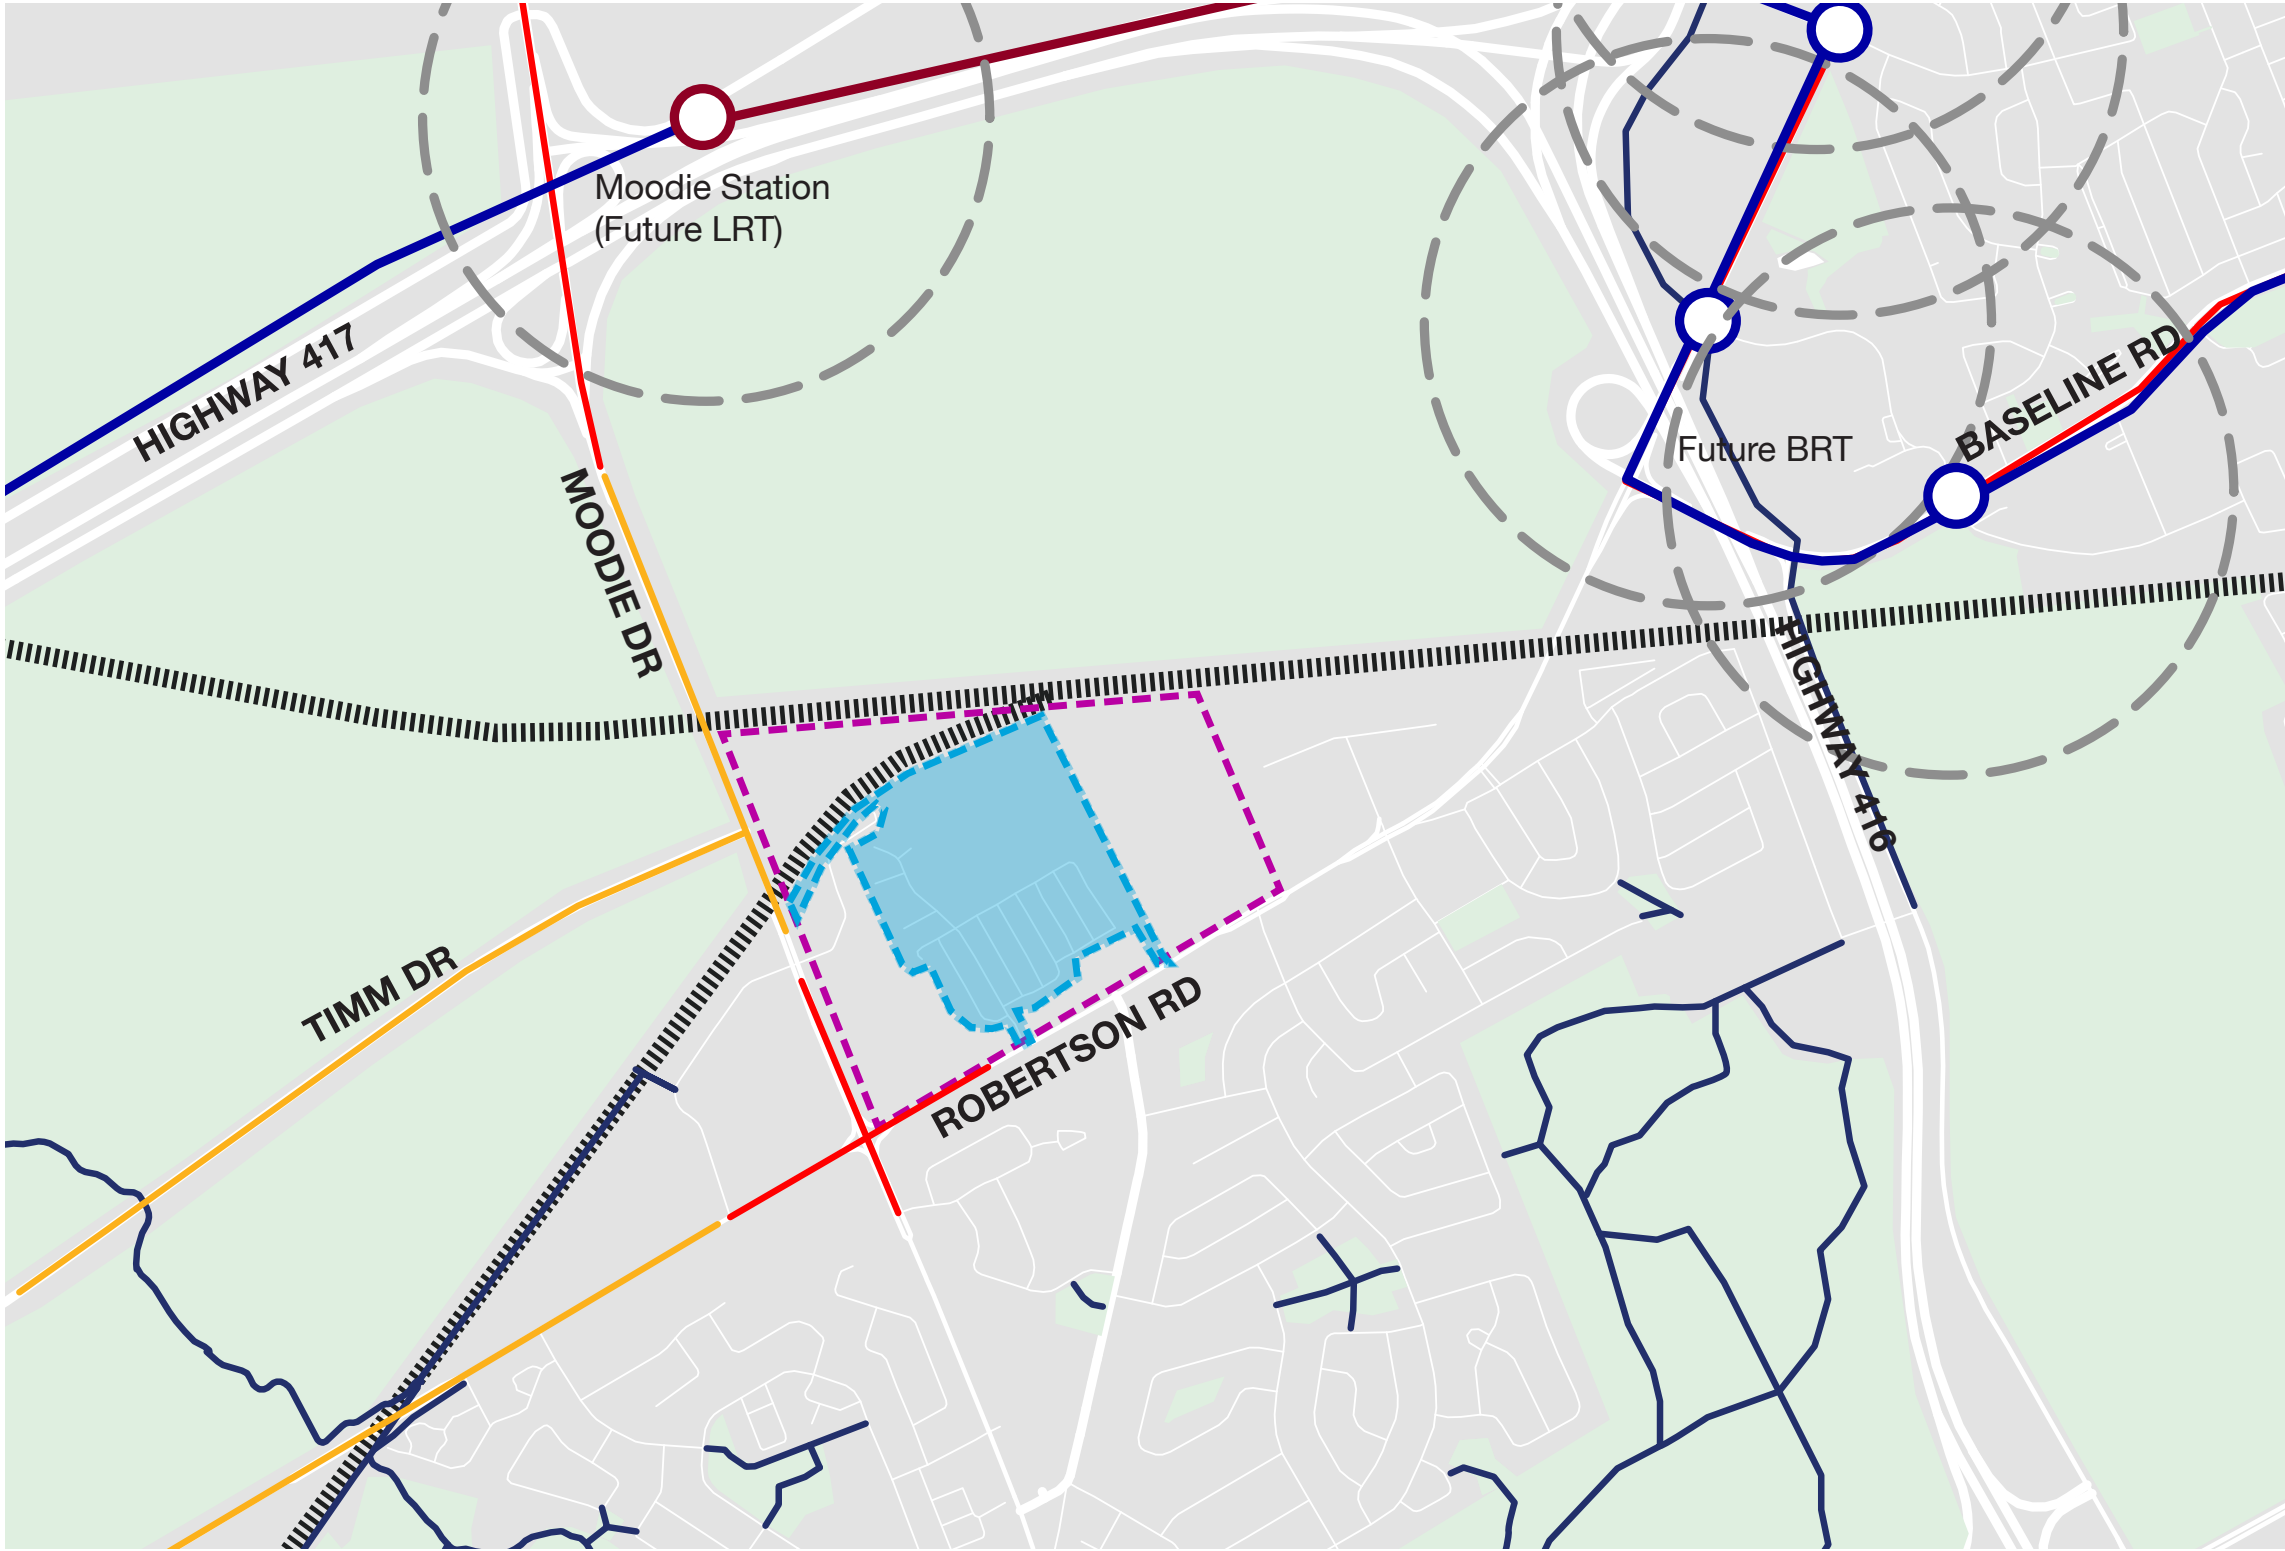 Moodie Station
(Future LRT)
HIGHWAY 417
BASELINE RD
Future BRT
MOODIE DR
HIGHWAY 416
TIMM DR
ROBERTSON RD